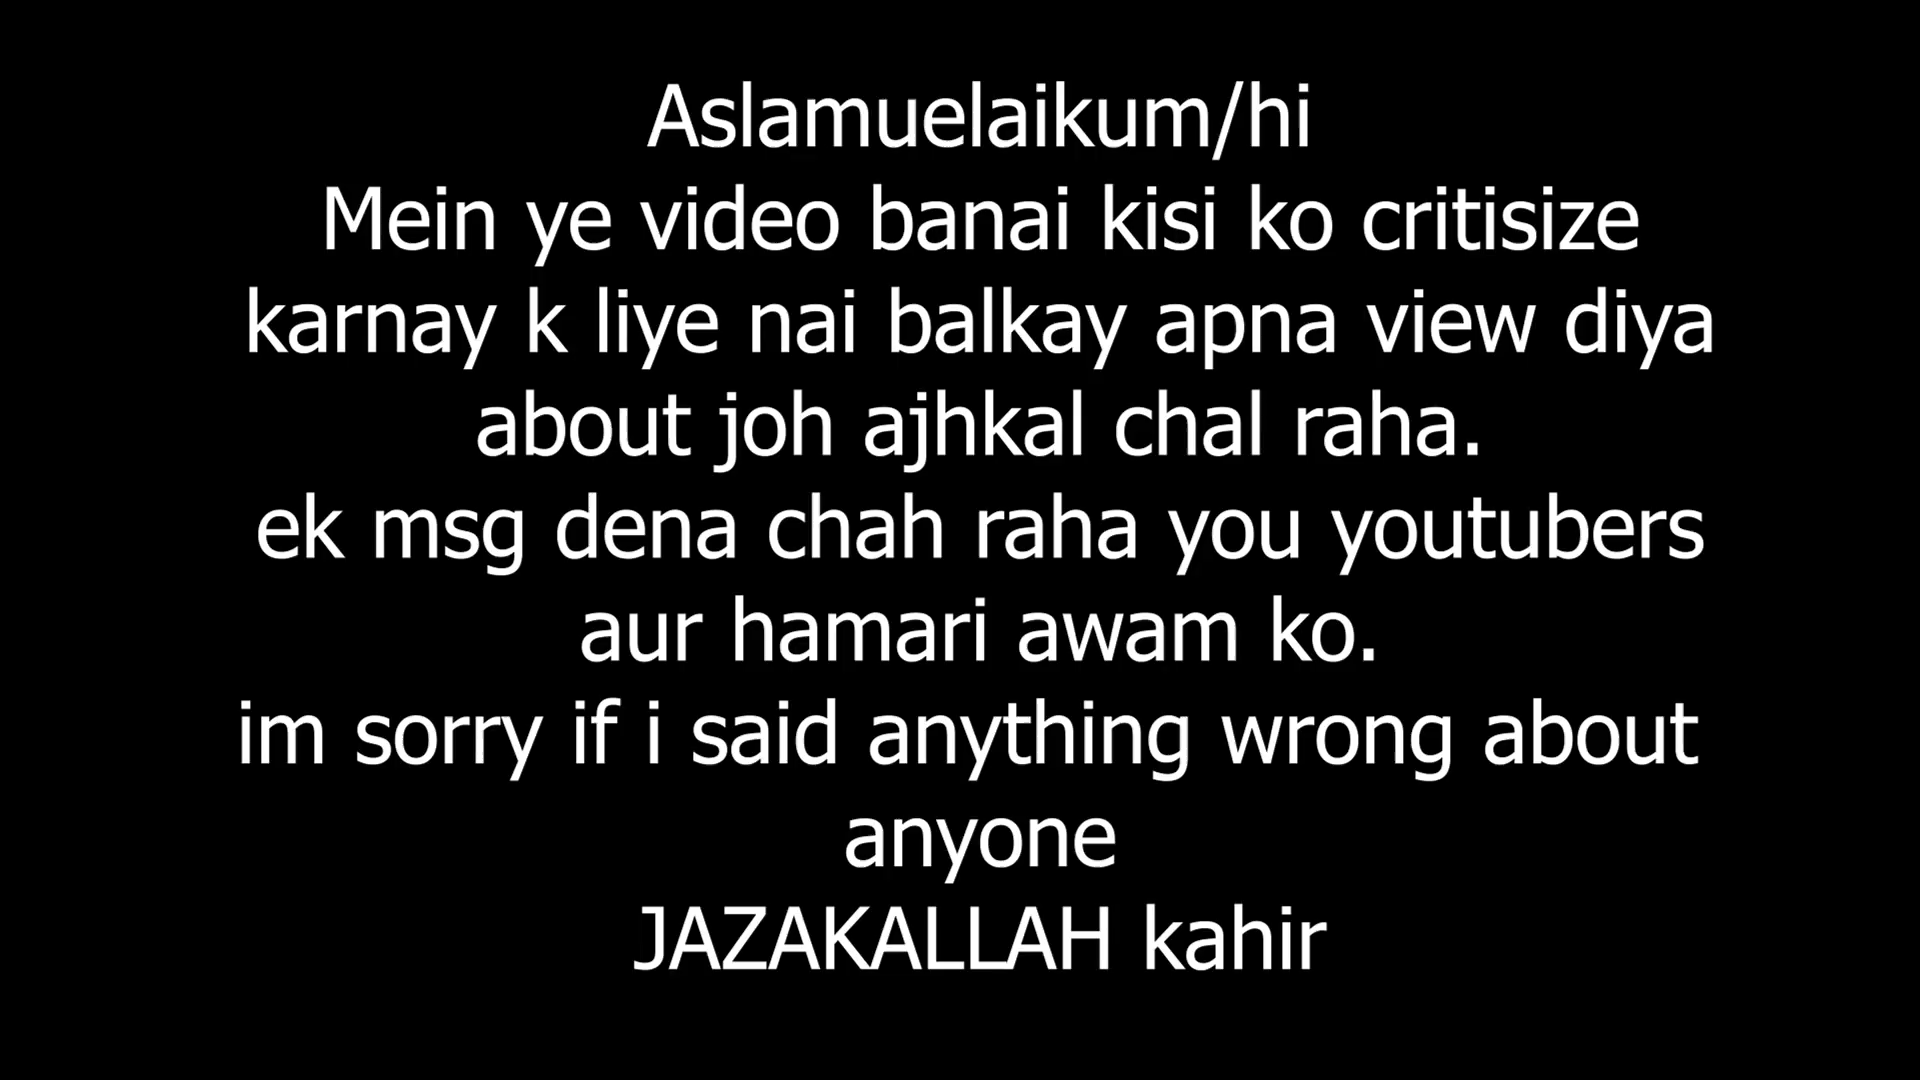 Aslamuelaikum/hi
Mein ye video banai kisi ko critisize
karnay k liye nai balkay apna view diya
about joh ajhkal chal raha.
ek msg dena chah raha you youtubers
aur hamari awam ko.
im sorry if i said anything wrong about
anyone
JAZAKALLAH kahir